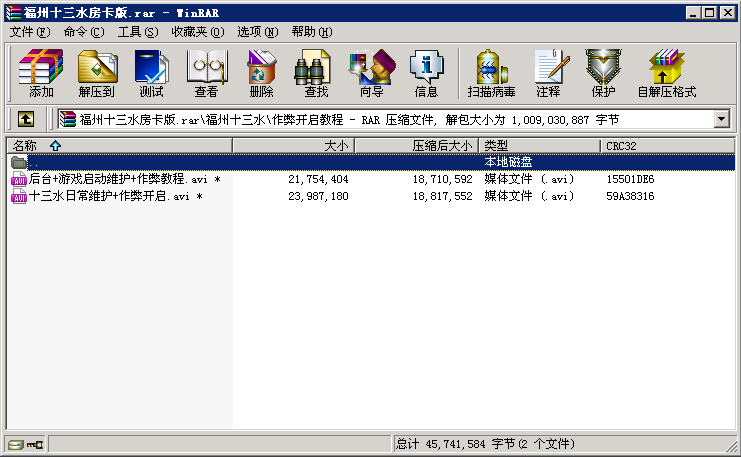 福州十三水房卡版.rar - WinRAR
文件(F) 命令(C) 工具(S) 收藏夹(O) 选项(N) 帮助(H)
添加 解压到 测试 查看 删除 查找 向导 信息 扫描病毒 注释 保护 自解压格式
福州十三水房卡版.rar\福州十三水\作弊开启教程 - RAR 压缩文件, 解包大小为 1,009,030,887 字节
名称 大小 压缩后大小 类型 CRC32
.. 本地磁盘
后台+游戏启动维护+作弊教程.avi * 21,754,404 18,710,592 媒体文件 (.avi) 15501DE6
十三水日常维护+作弊开启.avi * 23,987,180 18,817,552 媒体文件 (.avi) 59A38316
总计 45,741,584 字节(2 个文件)